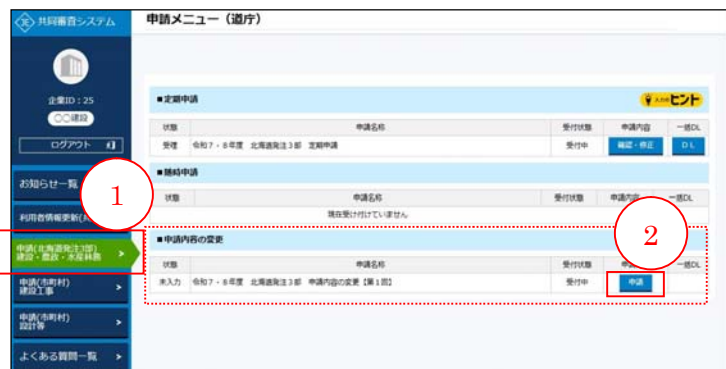 共同審査システム
申請メニュー（道庁）
企業ID：25
〇〇建設
ログアウト
お知らせ一覧
利用者情報更新
申請(北海道発注3部)
建設・農政・水産林務
申請(市町村)
建設工事
申請(市町村)
設計等
よくある質問一覧
1
■定期申請
ヒント
状態 申請名称 受付状態 申請内容 一括DL
受理 令和7・8年度 北海道発注3部 定期申請 受付中 確認・修正 DL
■随時申請
状態 申請名称 受付状態 申請内容 一括DL
現在受け付けていません
2
■申請内容の変更
状態 申請名称 受付状態 一括DL
未入力 令和7・8年度 北海道発注3部 申請内容の変更【第1回】 受付中 申請